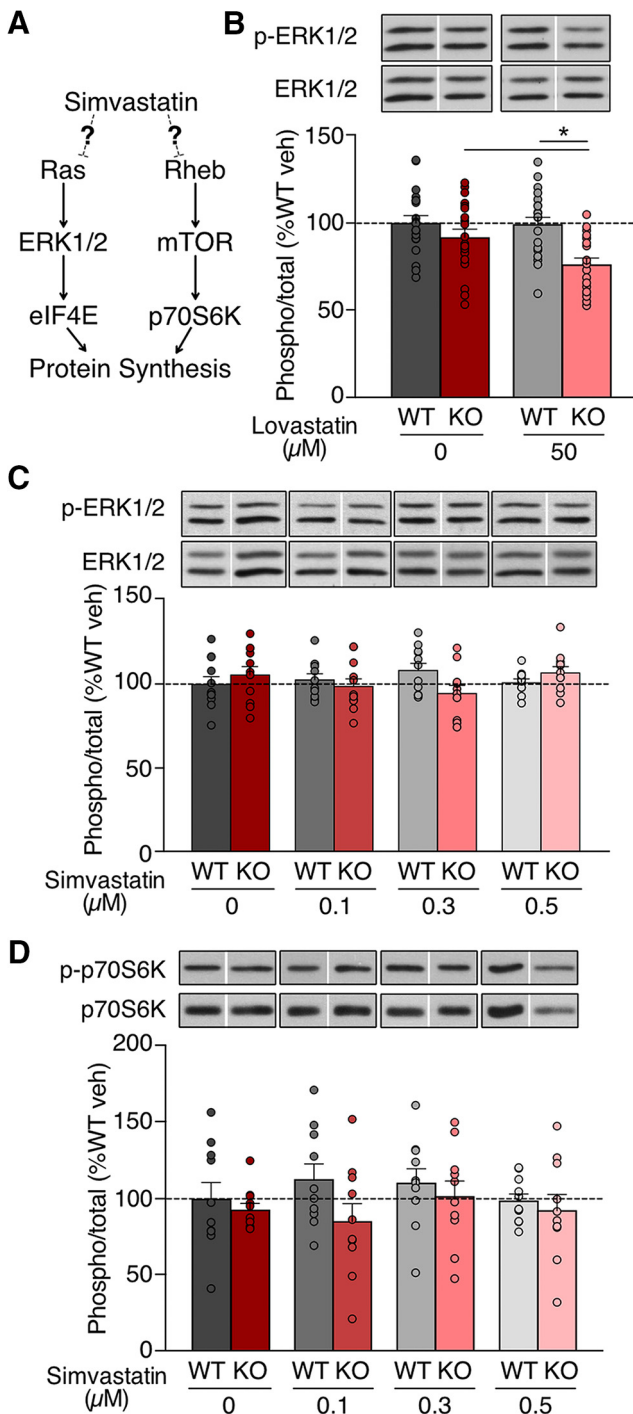 A
Simvastatin
? ?
Ras Rheb
ERK1/2 mTOR
eIF4E p70S6K
Protein Synthesis
B
p-ERK1/2
ERK1/2
Phospho/total (%WT veh)
150
100
50
0
*
WT KO WT KO
Lovastatin
(µM)
0 50
C
p-ERK1/2
ERK1/2
Phospho/total (%WT veh)
150
100
50
0
WT KO WT KO WT KO WT KO
Simvastatin
(µM)
0 0.1 0.3 0.5
D
p-p70S6K
p70S6K
Phospho/total (%WT veh)
200
150
100
50
0
WT KO WT KO WT KO WT KO
Simvastatin
(µM)
0 0.1 0.3 0.5